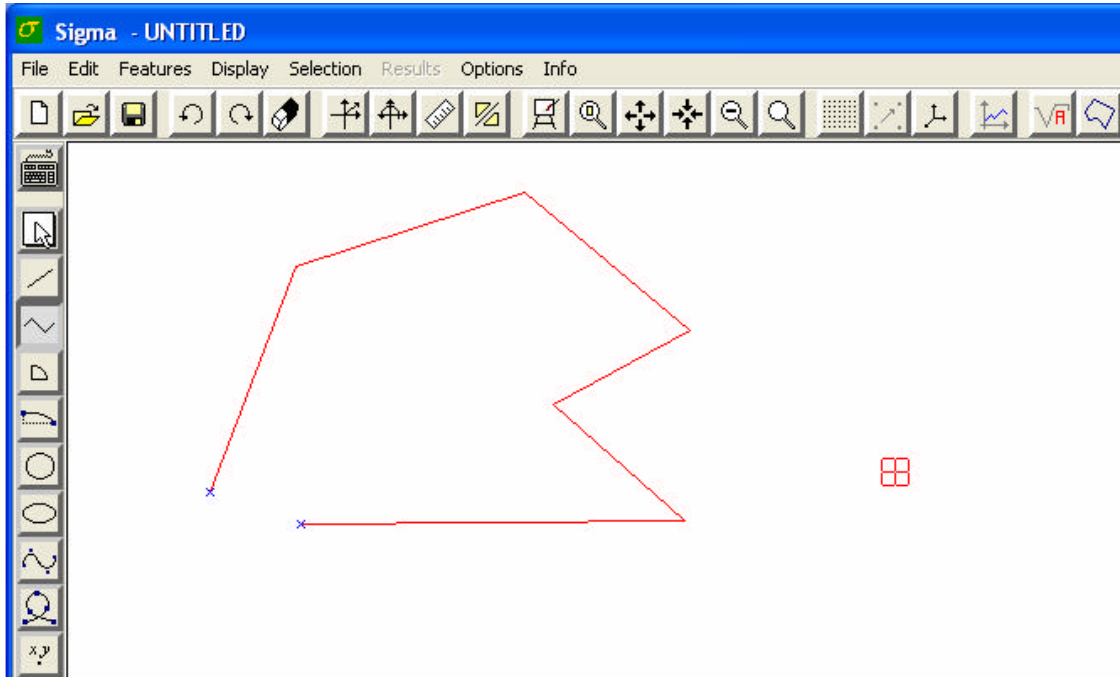 σ Sigma - UNTITLED
File Edit Features Display Selection Results Options Info
√A
x,y